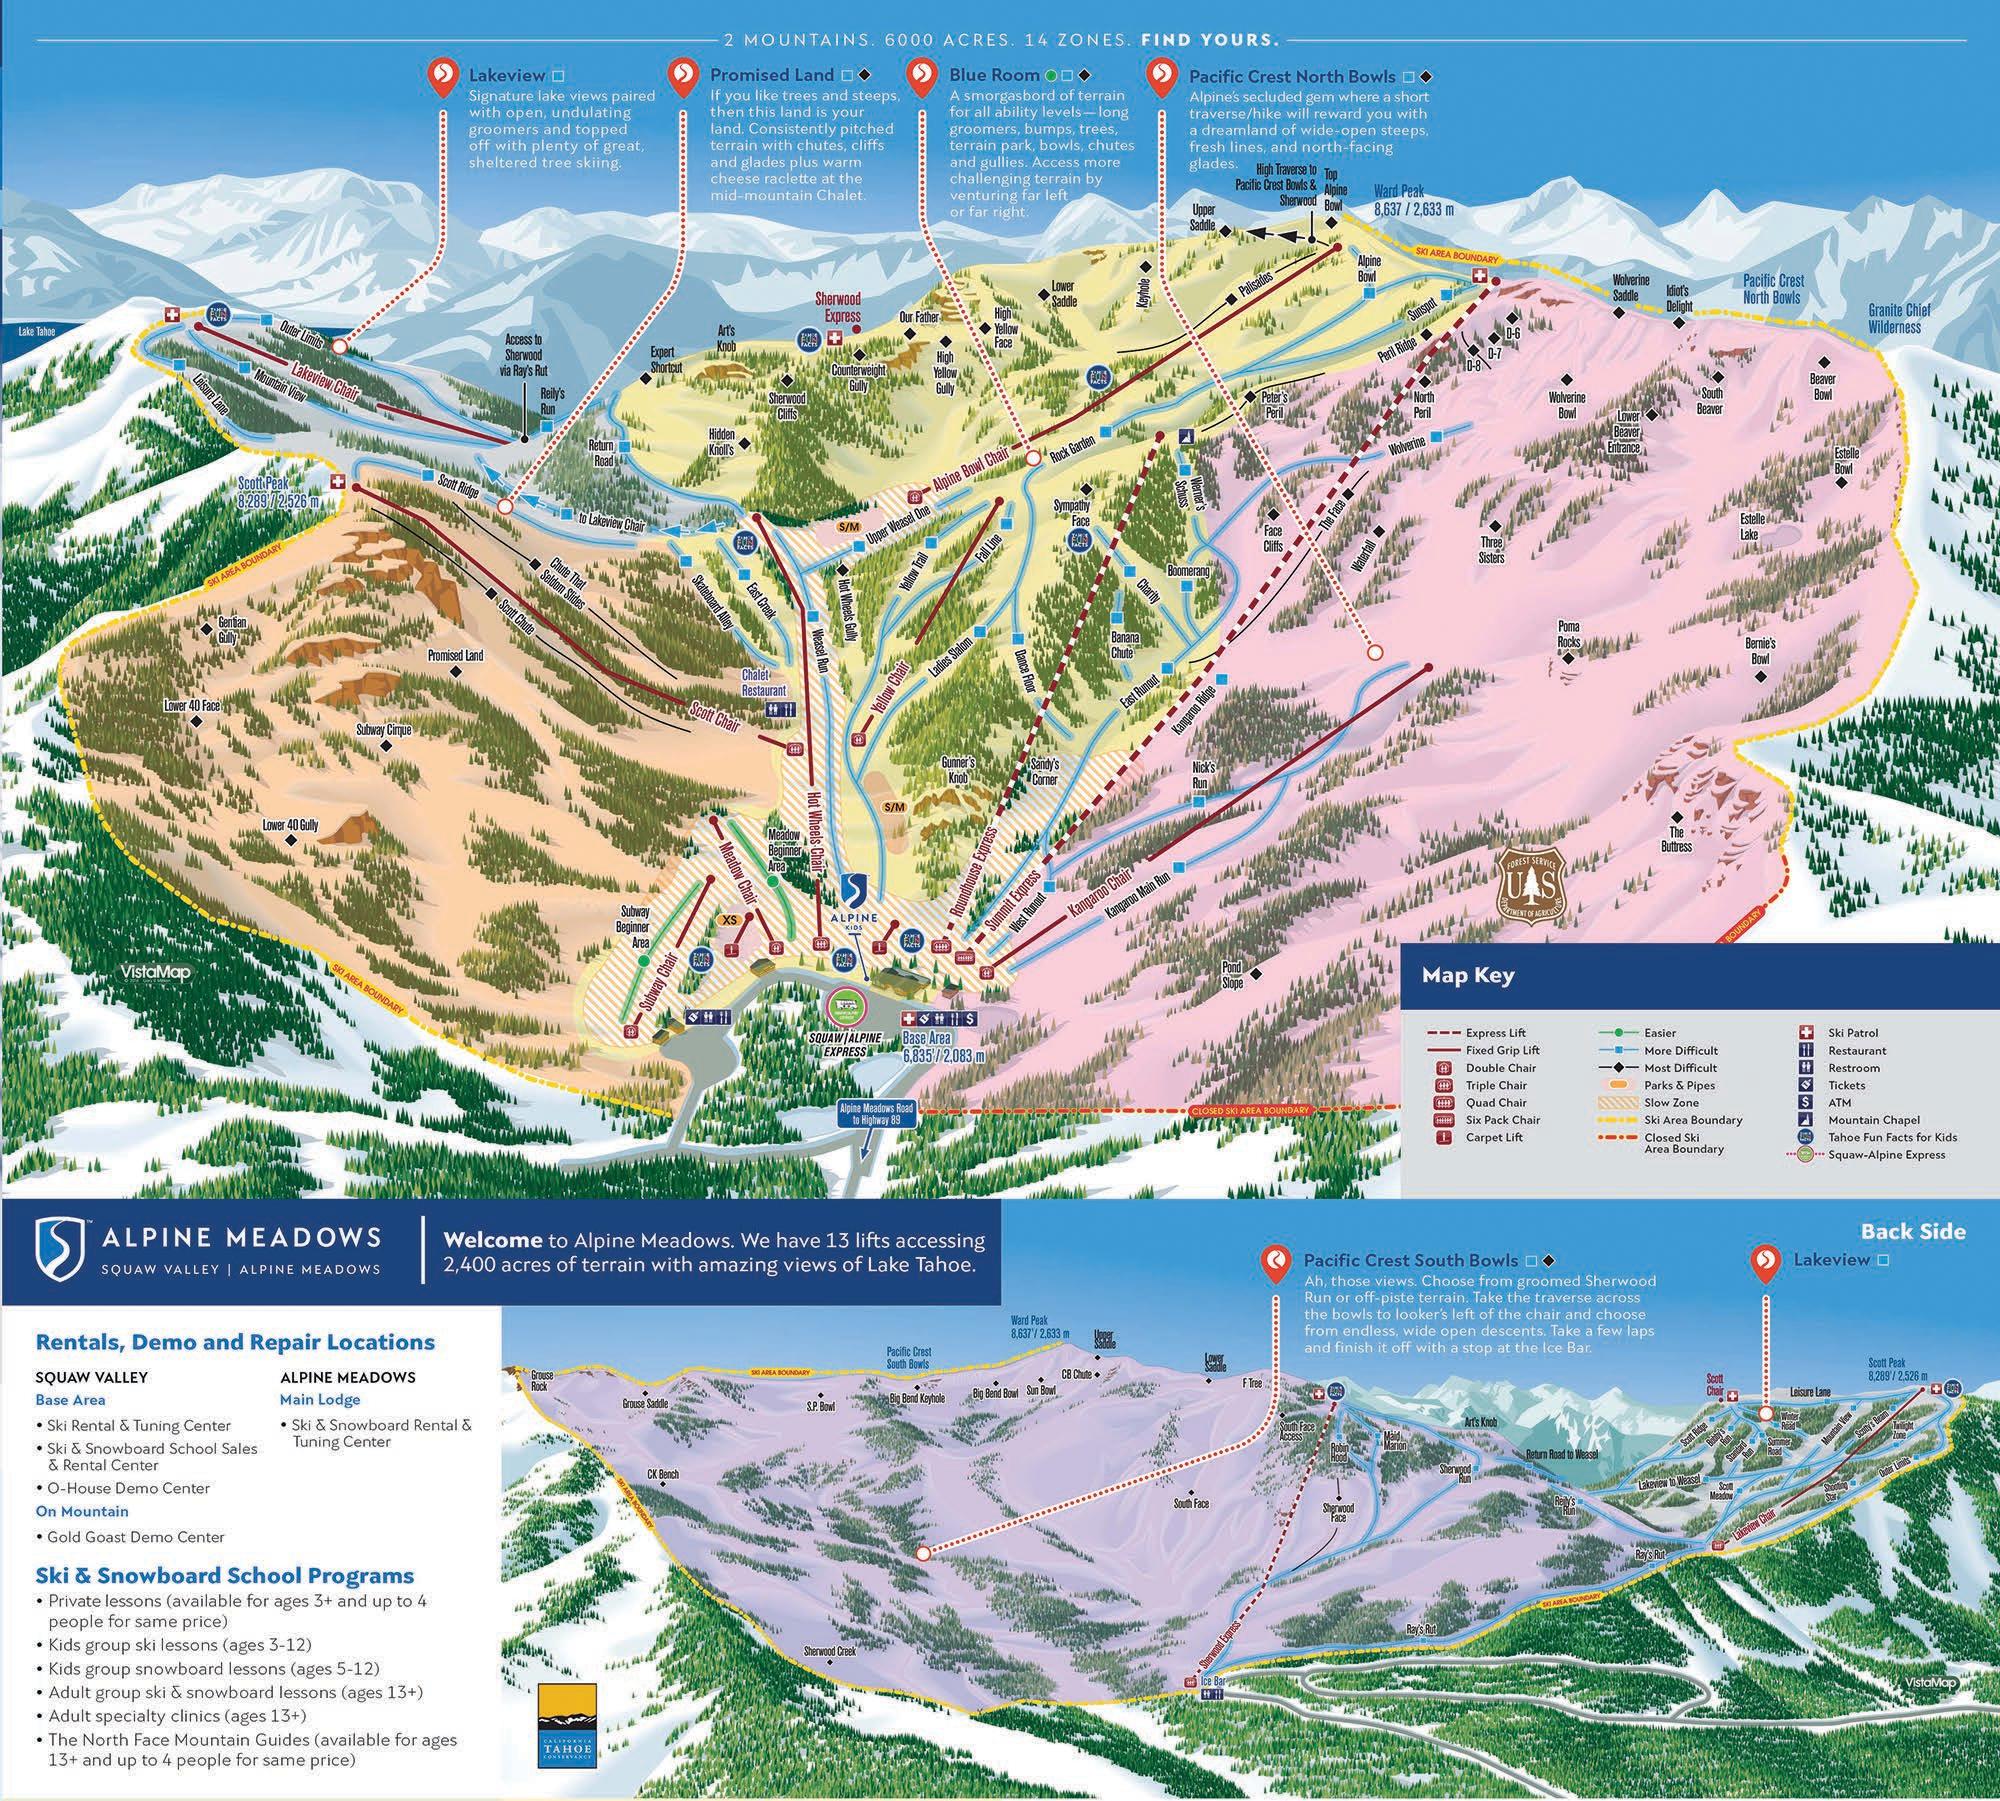 2 MOUNTAINS. 6000 ACRES. 14 ZONES. FIND YOURS.
Lakeview
Signature lake views paired
with open, undulating
groomers and topped
off with plenty of great,
sheltered tree skiing.
Promised Land
If you like trees and steeps,
then this land is your
land. Consistently pitched
terrain with chutes, cliffs
and glades plus warm
cheese raclette at the
mid-mountain Chalet.
Blue Room
A smorgasbord of terrain
for all ability levels—long
groomers, bumps, trees,
terrain park, bowls, chutes
and gullies. Access more
challenging terrain by
venturing far left
or far right.
Pacific Crest North Bowls
Alpine's secluded gem where a short
traverse/hike will reward you with
a dreamland of wide-open steeps,
fresh lines, and north-facing
glades.
High Traverse to
Pacific Crest Bowls &
Sherwood
Top
Alpine
Bowl
Ward Peak
8,637 / 2,633 m
Upper
Saddle
SKI AREA BOUNDARY
Alpine
Bowl
Wolverine
Saddle
Idiot's
Delight
Pacific Crest
North Bowls
Granite Chief
Wilderness
Lake Tahoe
Outer Limits
Lakeview Chair
Mountain View
Leisure Lane
Access to
Sherwood
via Ray's Rut
Reily's
Run
Return
Road
Expert
Shortcut
Art's
Knob
Sherwood
Express
Sherwood
Cliffs
Counterweight
Gully
Our Father
High
Yellow
Gully
High
Yellow
Face
Lower
Saddle
Keyhole
Palisades
Sunspot
Peril Ridge
D-6
D-7
D-8
North
Peril
Peter's
Peril
Wolverine
Bowl
Lower
Beaver
Entrance
South
Beaver
Beaver
Bowl
Estelle
Bowl
Estelle
Lake
Hidden
Knoll's
Alpine Bowl Chair
Rock Garden
Wolverine
Werner's
Schuss
The Face
Face
Cliffs
Waterfall
Three
Sisters
Scott Peak
8,289'/ 2,526 m
Scott Ridge
to Lakeview Chair
SKI AREA BOUNDARY
S/M
Upper Weasel One
Yellow Trail
Fall Line
Sympathy
Face
Hot Wheels Gully
Weasel Run
East Creek
Skateboard Alley
Chute That
Seldom Slides
Scott Chute
Gentian
Gully
Promised Land
Lower 40 Face
Subway Cirque
Lower 40 Gully
Chalet
Restaurant
Scott Chair
Yellow Chair
Ladies Slalom
Dance Floor
Charity
Banana
Chute
Boomerang
East Runout
Kangaroo Ridge
Poma
Rocks
Bernie's
Bowl
Gunner's
Knob
Sandy's
Corner
Nick's
Run
S/M
The
Buttress
Hot Wheels Chair
Meadow
Beginner
Area
Meadow Chair
Subway
Beginner
Area
XS
Subway Chair
ALPINE
KIDS
Roundhouse Express
Summit Express
West Runout
Kangaroo Chair
Kangaroo Main Run
Pond
Slope
FOREST SERVICE
U S
DEPARTMENT OF AGRICULTURE
BOUNDARY
VistaMap
SKI AREA BOUNDARY
SQUAW|ALPINE
EXPRESS
Base Area
6,835'/ 2,083 m
Alpine Meadows Road
to Highway 89
CLOSED SKI AREA BOUNDARY
Map Key
Express Lift
Fixed Grip Lift
Double Chair
Triple Chair
Quad Chair
Six Pack Chair
Carpet Lift
Easier
More Difficult
Most Difficult
Parks & Pipes
Slow Zone
Ski Area Boundary
Closed Ski
Area Boundary
Ski Patrol
Restaurant
Restroom
Tickets
$ ATM
Mountain Chapel
Tahoe Fun Facts for Kids
Squaw-Alpine Express
ALPINE MEADOWS
SQUAW VALLEY | ALPINE MEADOWS
Welcome to Alpine Meadows. We have 13 lifts accessing
2,400 acres of terrain with amazing views of Lake Tahoe.
Rentals, Demo and Repair Locations
SQUAW VALLEY
Base Area
• Ski Rental & Tuning Center
• Ski & Snowboard School Sales
& Rental Center
• O-House Demo Center
On Mountain
• Gold Goast Demo Center
ALPINE MEADOWS
Main Lodge
• Ski & Snowboard Rental &
Tuning Center
Ski & Snowboard School Programs
• Private lessons (available for ages 3+ and up to 4
people for same price)
• Kids group ski lessons (ages 3-12)
• Kids group snowboard lessons (ages 5-12)
• Adult group ski & snowboard lessons (ages 13+)
• Adult specialty clinics (ages 13+)
• The North Face Mountain Guides (available for ages
13+ and up to 4 people for same price)
CALIFORNIA
TAHOE
CONSERVANCY
Back Side
Pacific Crest South Bowls
Ah, those views. Choose from groomed Sherwood
Run or off-piste terrain. Take the traverse across
the bowls to looker's left of the chair and choose
from endless, wide open descents. Take a few laps
and finish it off with a stop at the Ice Bar.
Lakeview
Ward Peak
8,637'/ 2,633 m
Upper
Saddle
Pacific Crest
South Bowls
SKI AREA BOUNDARY
Grouse
Rock
Grouse Saddle
S.P. Bowl
Big Bend Keyhole
Big Bend Bowl
Sun Bowl
CB Chute
Lower
Saddle
F Tree
South Face
Access
Robin
Hood
Maid
Marion
Art's Knob
Sherwood
Run
Return Road to Weasel
Reily's
Run
CK Bench
South Face
Sherwood
Face
SKI AREA BOUNDARY
Scott
Chair
Leisure Lane
Scott Peak
8,289'/ 2,526 m
Scott Ridge
Bobby's
Run
Standard
Run
Winter
Road
Summer
Road
Mountain View
Scotty's Beam
Twilight
Zone
Lakeview to Weasel
Scott
Meadow
Shooting
Star
Outer Limits
Lakeview Chair
Ray's Rut
SKI AREA BOUNDARY
Ray's Rut
Sherwood Creek
Sherwood Express
Ice Bar
VistaMap